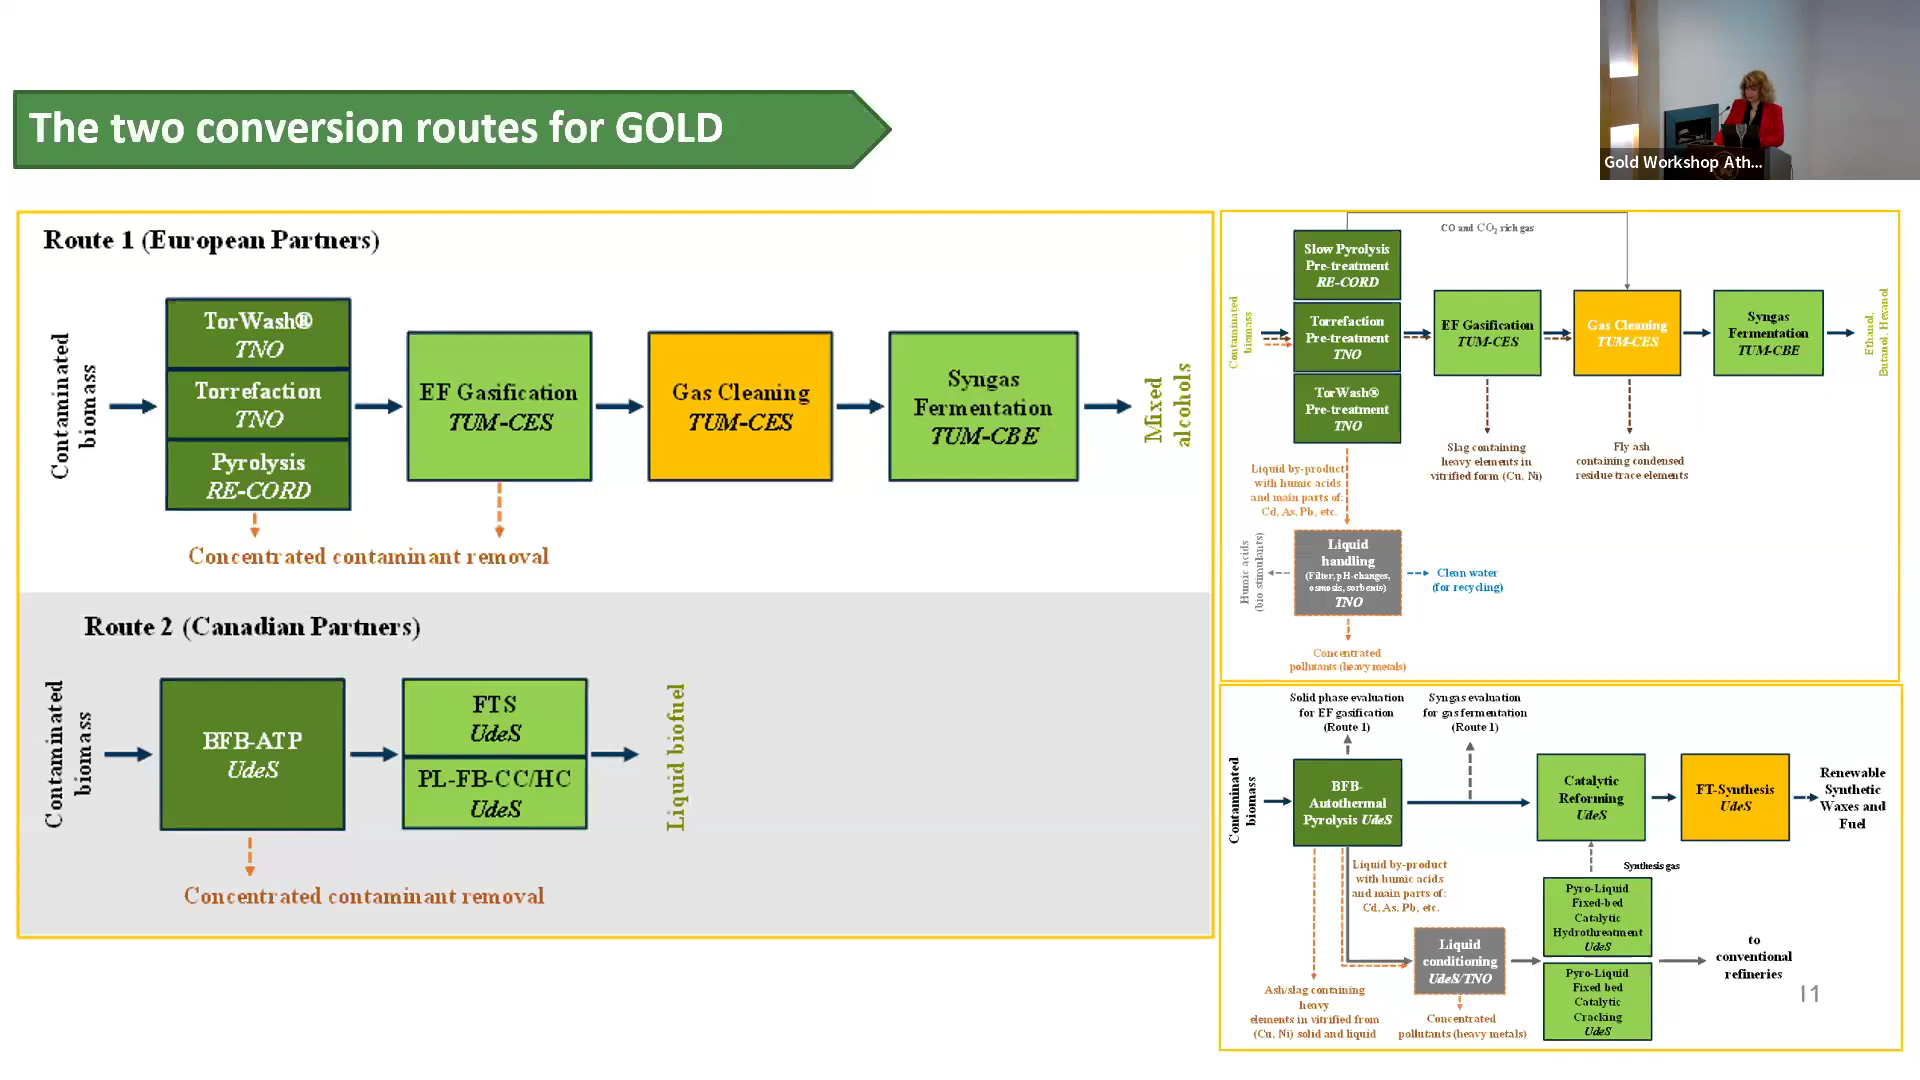 The two conversion routes for GOLD
Gold Workshop Ath...
Route 1 (European Partners)
Contaminated
biomass
TorWash®
TNO
Torrefaction
TNO
Pyrolysis
RE-CORD
EF Gasification
TUM-CES
Gas Cleaning
TUM-CES
Syngas
Fermentation
TUM-CBE
Mixed
alcohols
Concentrated contaminant removal
Route 2 (Canadian Partners)
Contaminated
biomass
BFB-ATP
UdeS
FTS
UdeS
PL-FB-CC/HC
UdeS
Liquid biofuel
Concentrated contaminant removal
CO and CO₂ rich gas
Contaminated
biomass
Slow Pyrolysis
Pre-treatment
RE-CORD
Torrefaction
Pre-treatment
TNO
TorWash®
Pre-treatment
TNO
EF Gasification
TUM-CES
Gas Cleaning
TUM-CES
Syngas
Fermentation
TUM-CBE
Ethanol,
Butanol, Hexanol
Slag containing
heavy elements in
vitrified form (Cu, Ni)
Fly ash
containing condensed
residue trace elements
Liquid by-product
with humic acids
and main parts of:
Cd, As, Pb, etc.
Humic acids
(bio stimulants)
Liquid
handling
(Filter, pH-changes,
osmosis, sorbents)
TNO
Clean water
(for recycling)
Concentrated
pollutants (heavy metals)
Solid phase evaluation
for EF gasification
(Route 1)
Syngas evaluation
for gas fermentation
(Route 1)
Contaminated
biomass
BFB-
Autothermal
Pyrolysis UdeS
Catalytic
Reforming
UdeS
FT-Synthesis
UdeS
Renewable
Synthetic
Waxes and
Fuel
Liquid by-product
with humic acids
and main parts of:
Cd, As, Pb, etc.
Synthesis gas
Pyro-Liquid
Fixed-bed
Catalytic
Hydrothreatment
UdeS
Liquid
conditioning
UdeS/TNO
Pyro-Liquid
Fixed bed
Catalytic
Cracking
UdeS
to
conventional
refineries
Ash/slag containing
heavy
elements in vitrified from
(Cu, Ni) solid and liquid
Concentrated
pollutants (heavy metals)
11